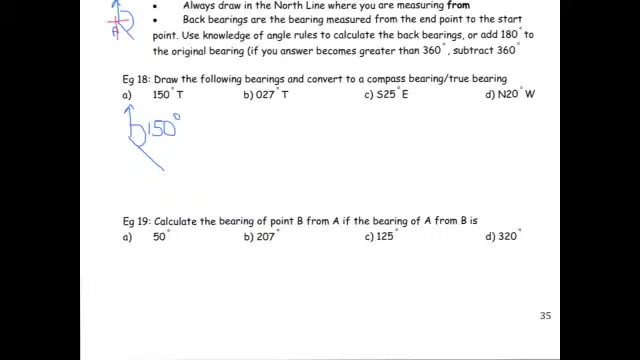 • Always draw in the North Line where you are measuring from
• Back bearings are the bearing measured from the end point to the start
point. Use knowledge of angle rules to calculate the back bearings, or add 180° to
the original bearing (if you answer becomes greater than 360°, subtract 360°
A
Eg 18: Draw the following bearings and convert to a compass bearing/true bearing
a) 150°T b) 027°T c) S25°E d) N20°W
150°
Eg 19: Calculate the bearing of point B from A if the bearing of A from B is
a) 50° b) 207° c) 125° d) 320°
35